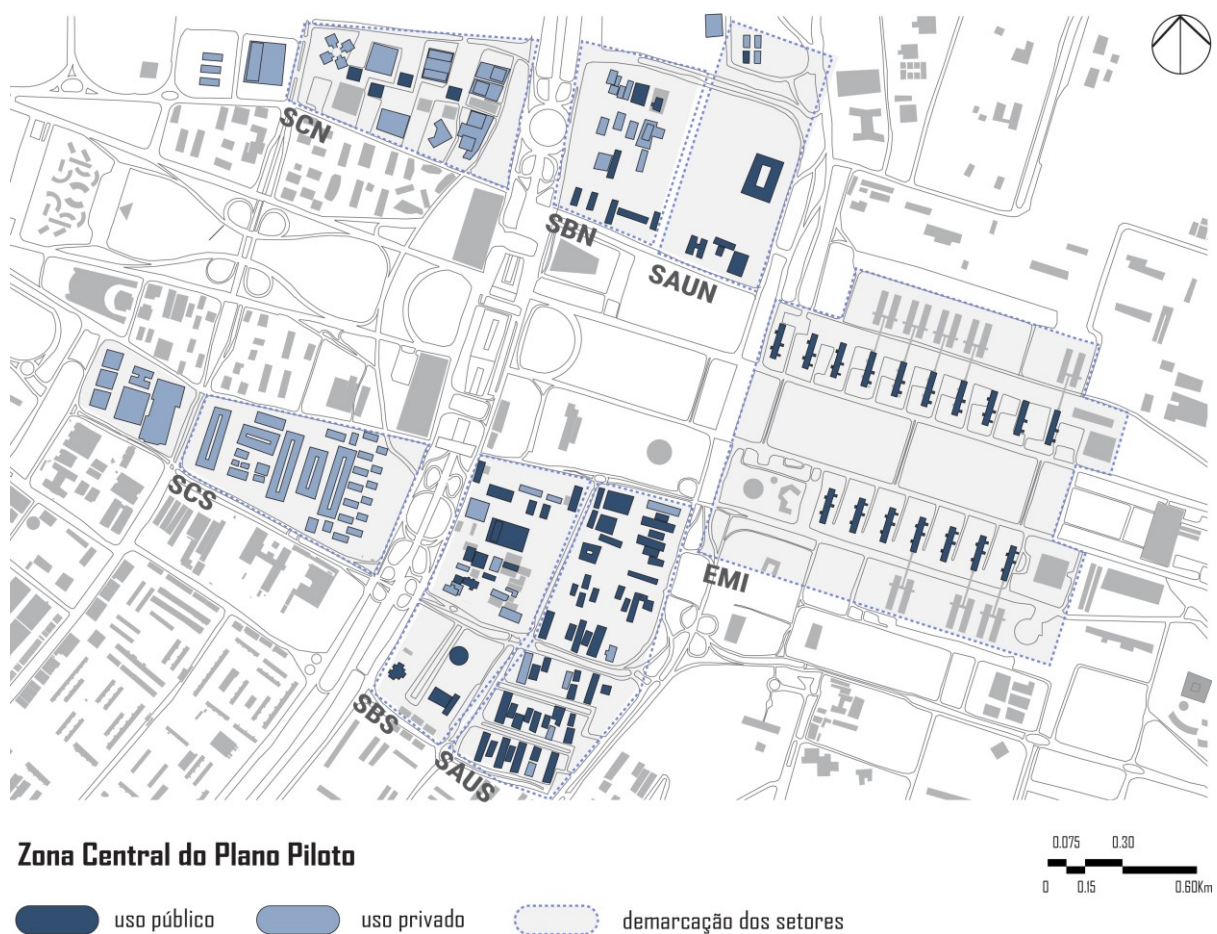 SCN
SBN
SAUN
SCS
EMI
SBS
SAUS
Zona Central do Plano Piloto
0.075 0.30
0 0.15 0.60Km
uso público uso privado demarcação dos setores